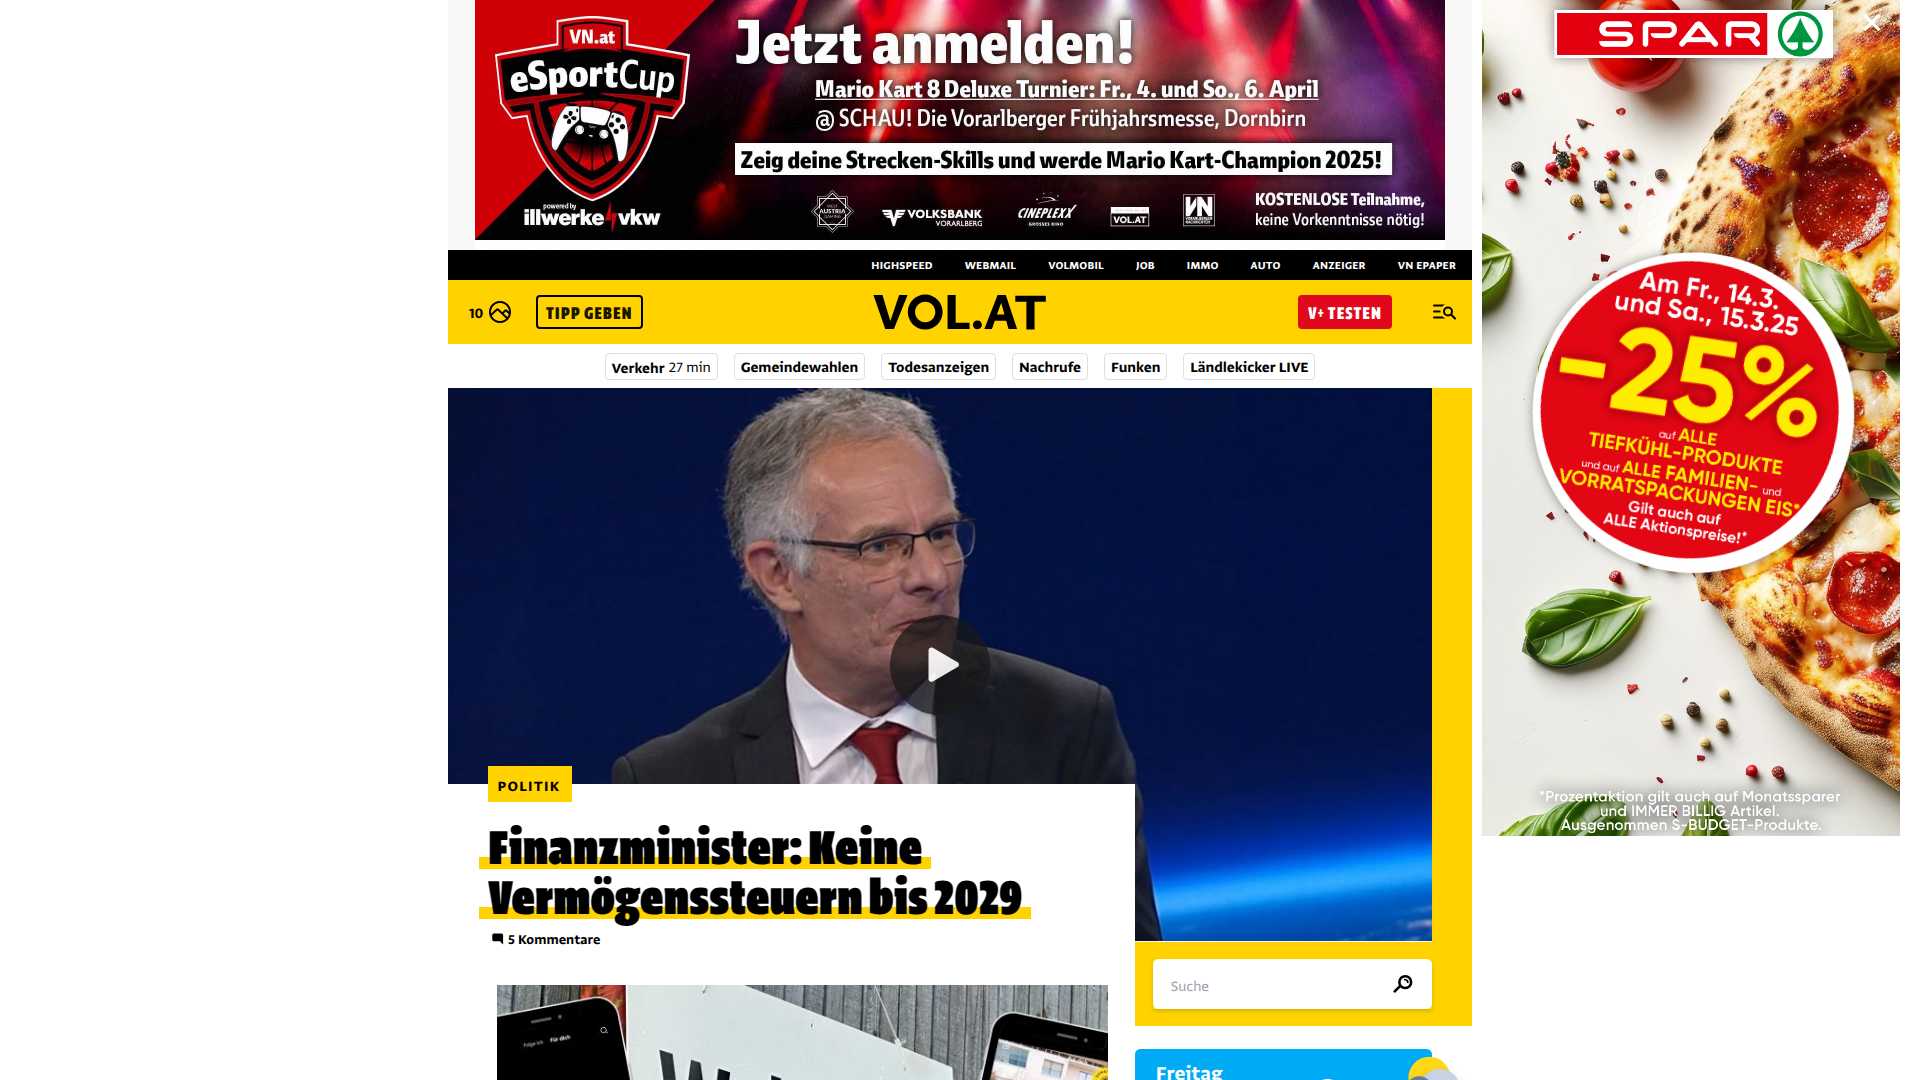 VN.at
eSportCup
powered by
illwerke vkw
Jetzt anmelden!
Mario Kart 8 Deluxe Turnier: Fr., 4. und So., 6. April
@ SCHAU! Die Vorarlberger Frühjahrsmesse, Dornbirn
Zeig deine Strecken-Skills und werde Mario Kart-Champion 2025!
AUSTRIA
VOLKSBANK
VORARLBERG
CINEPLEXX
VOL.AT
VN
KOSTENLOSE Teilnahme,
keine Vorkenntnisse nötig!
HIGHSPEED WEBMAIL VOLMOBIL JOB IMMO AUTO ANZEIGER VN EPAPER
10 TIPP GEBEN VOL.AT V+ TESTEN
Verkehr 27 min Gemeindewahlen Todesanzeigen Nachrufe Funken Ländlekicker LIVE
POLITIK
Finanzminister: Keine
Vermögenssteuern bis 2029
5 Kommentare
Folge ich Für dich
Suche
Freitag
SPAR
Am Fr., 14.3.
und Sa., 15.3.25
-25%
auf ALLE
TIEFKÜHL-PRODUKTE
und auf ALLE FAMILIEN- und
VORRATSPACKUNGEN EIS*
Gilt auch auf
ALLE Aktionspreise!*
*Prozentaktion gilt auch auf Monatssparer
und IMMER BILLIG Artikel.
Ausgenommen S-BUDGET-Produkte.